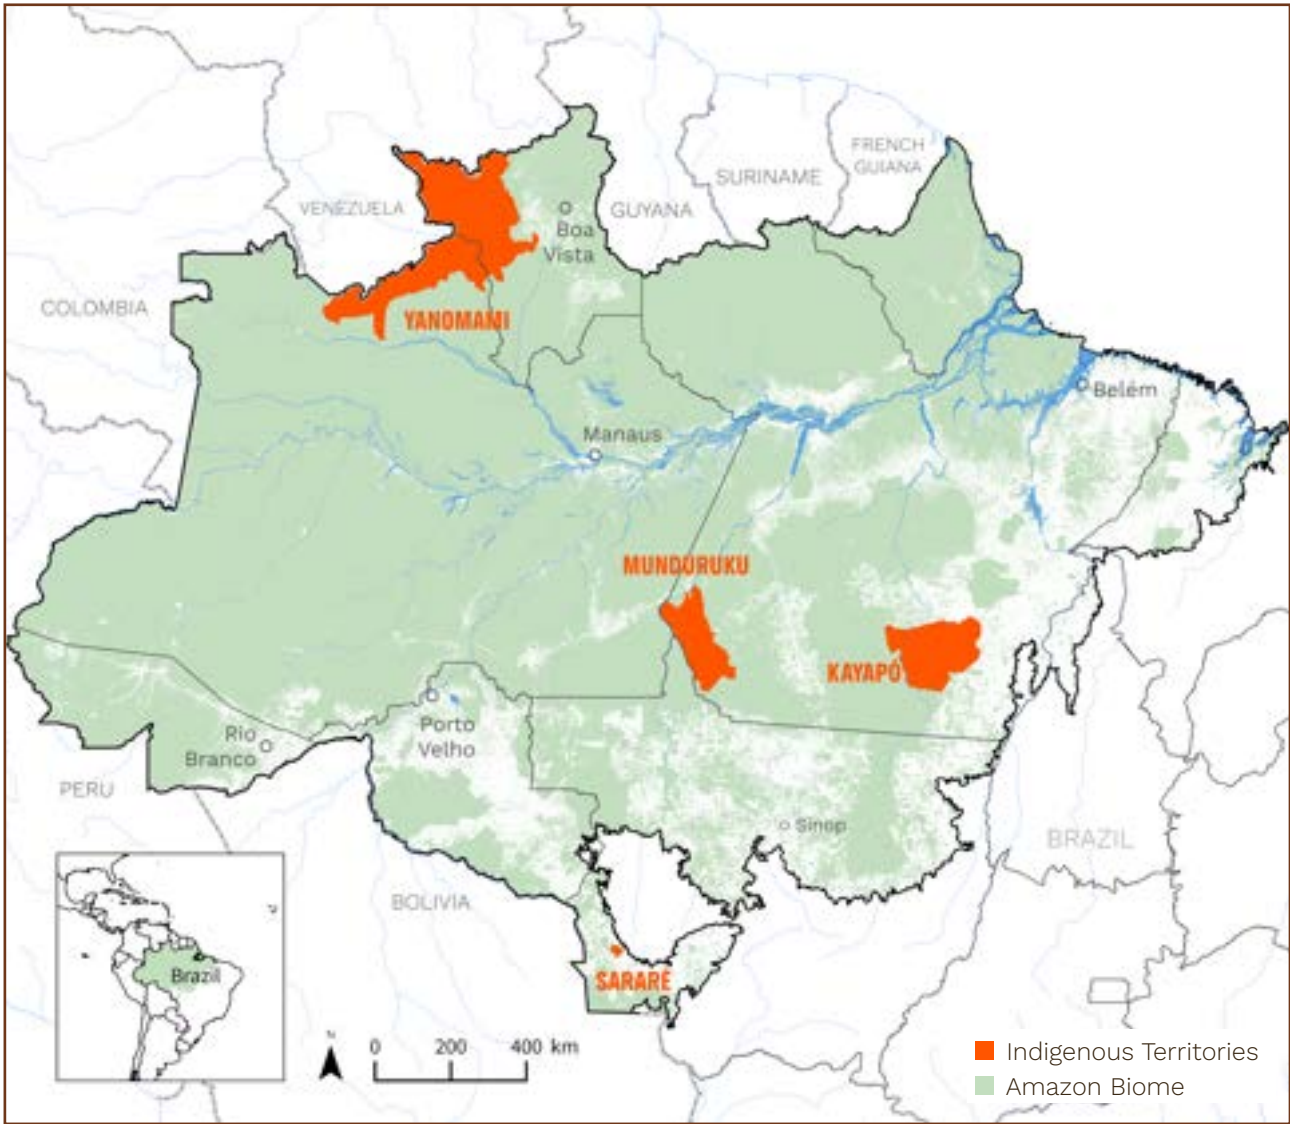 FRENCH
GUIANA
SURINAME
VENEZUELA
GUYANA
Boa
Vista
COLOMBIA
YANOMAMI
Belém
Manaus
MUNDURUKU
KAYAPÓ
Porto
Velho
Rio
Branco
PERU
Sinop
BRAZIL
BOLIVIA
Brazil
SARARÉ
N
0 200 400 km
Indigenous Territories
Amazon Biome